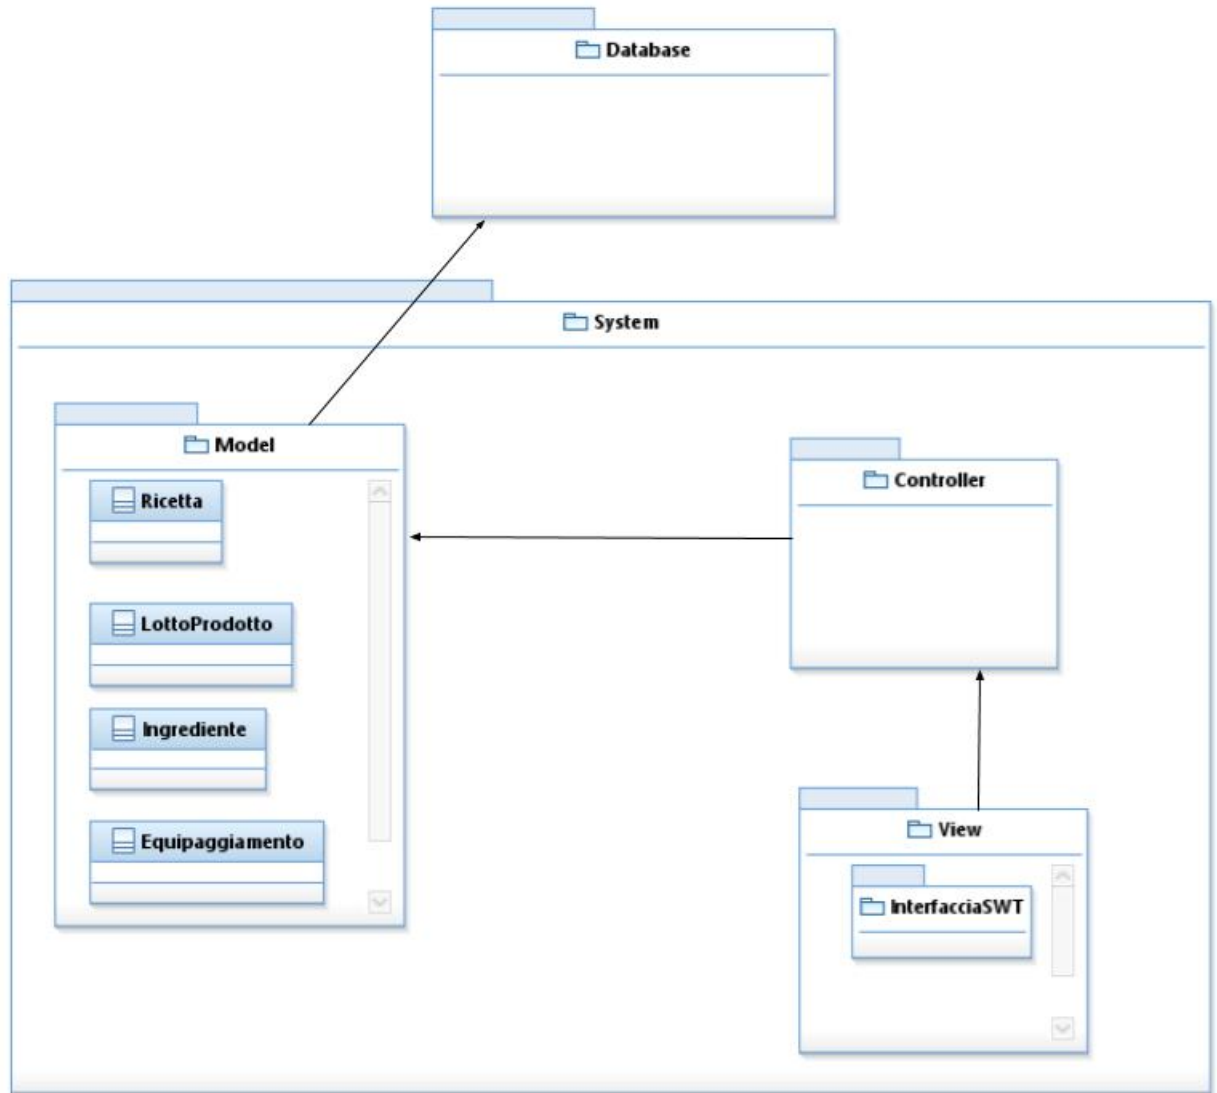 Database
System
Model
Ricetta
LottoProdotto
Ingrediente
Equipaggiamento
Controller
View
InterfacciaSWT